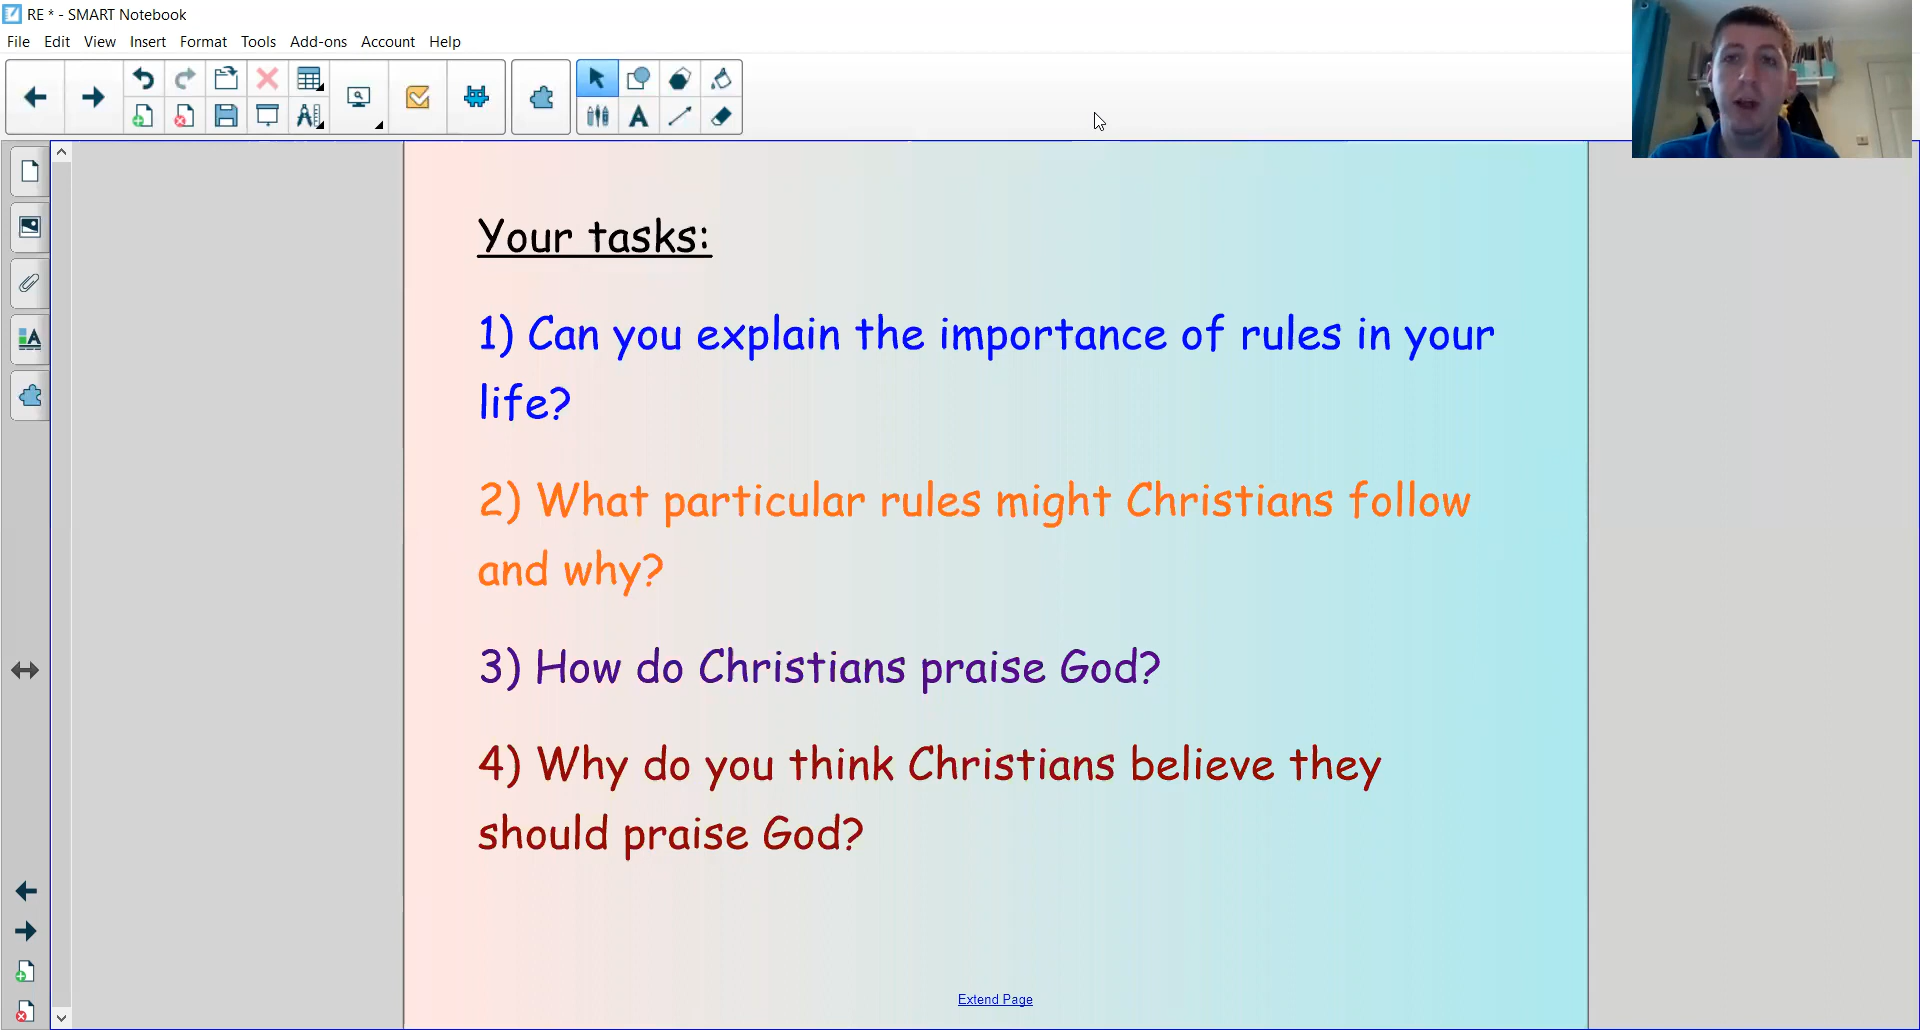 RE * - SMART Notebook
File Edit View Insert Format Tools Add-ons Account Help
Your tasks:
1) Can you explain the importance of rules in your
life?
2) What particular rules might Christians follow
and why?
3) How do Christians praise God?
4) Why do you think Christians believe they
should praise God?
Extend Page